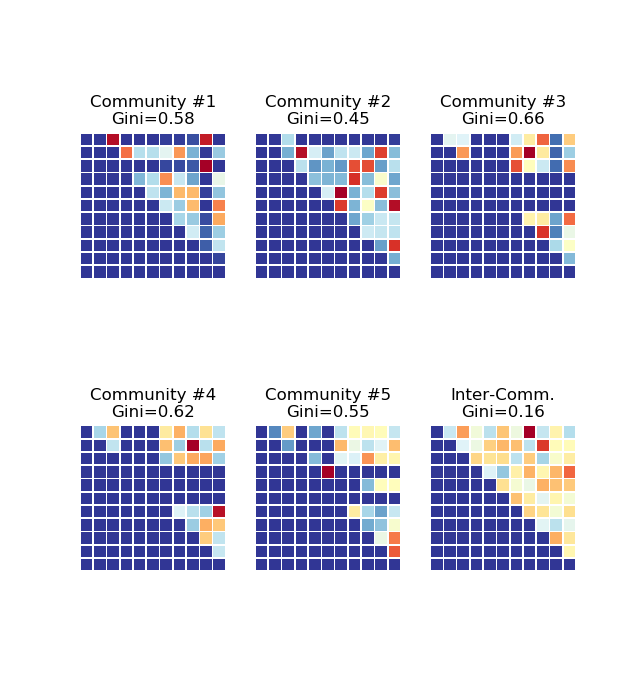 Community #1
Gini=0.58
Community #2
Gini=0.45
Community #3
Gini=0.66
Community #4
Gini=0.62
Community #5
Gini=0.55
Inter-Comm.
Gini=0.16